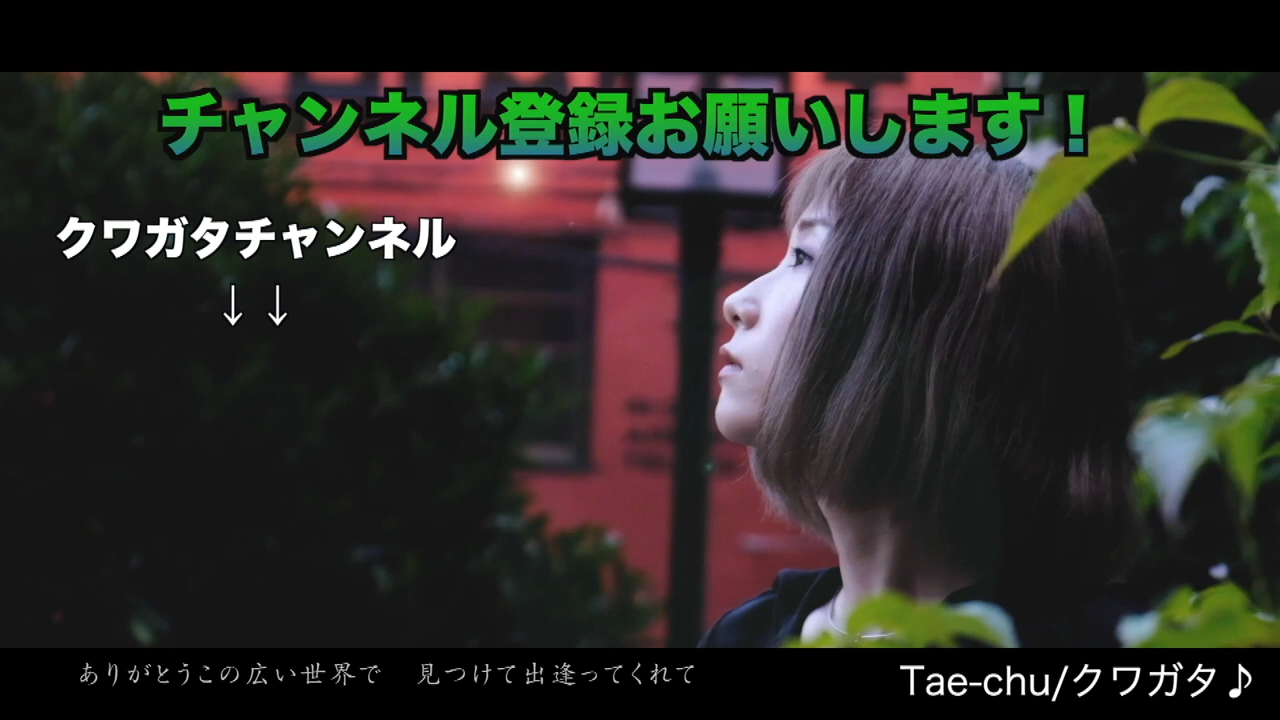 チャンネル登録お願いします!
クワガタチャンネル
↓↓
ありがとうこの広い世界で 見つけて出逢ってくれて
Tae-chu/クワガタ♪